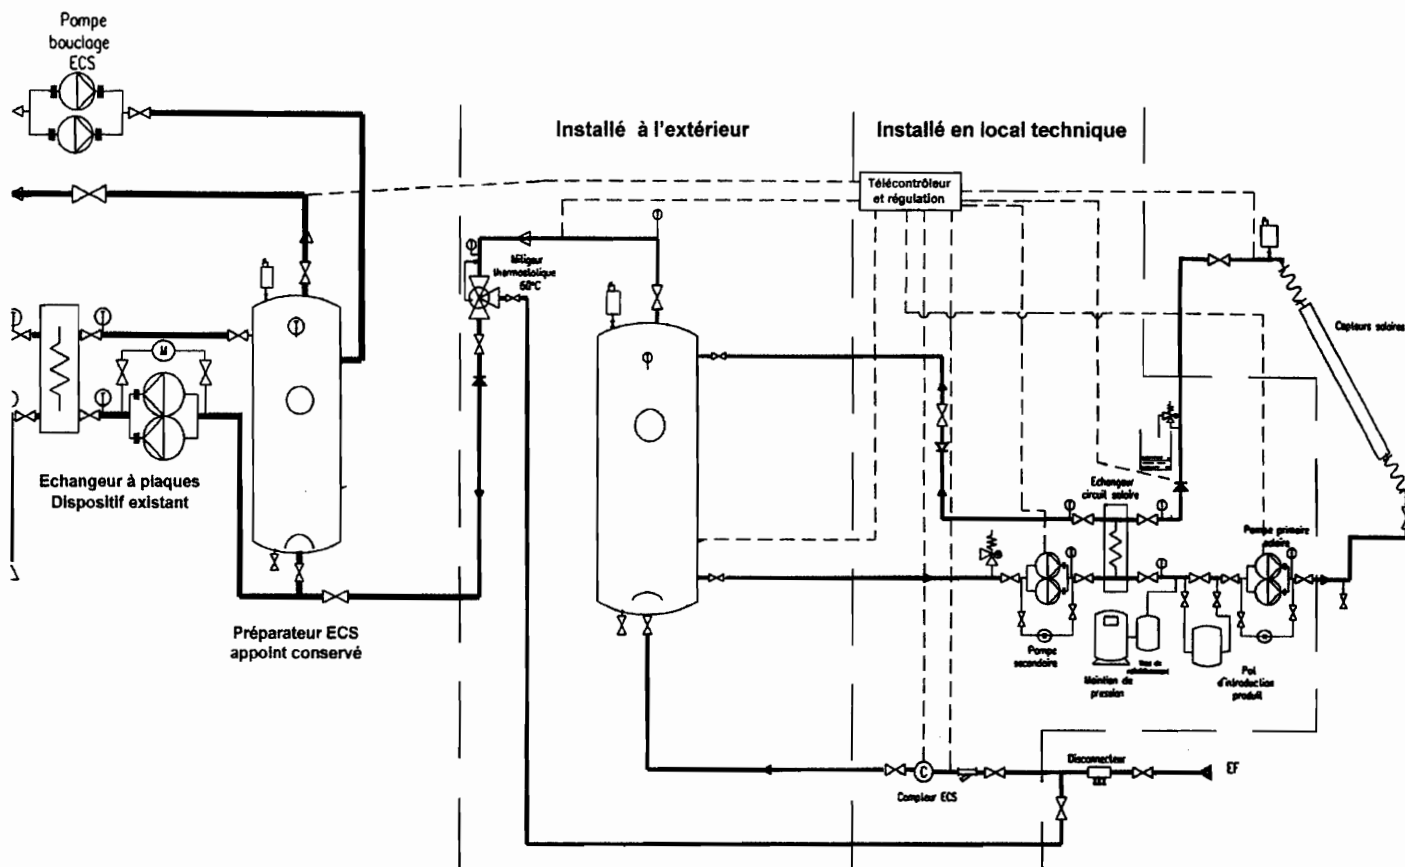 Pompe
bouclage
ECS
Installé à l'extérieur
Installé en local technique
Télécontrôleur
et régulation
T
Mitigeur
thermostatique
60°C
T
T
T
T
T
M
T
Capteurs solaires
Echangeur à plaques
Dispositif existant
Echangeur
circuit solaire
T
T
Pompe primaire
solaire
T
T
T
Préparateur ECS
appoint conservé
Pompe
secondaire
Maintien de
pression
Vase de
Pot
d'introduction
produit
C
Compteur ECS
Disconnecteur
EF